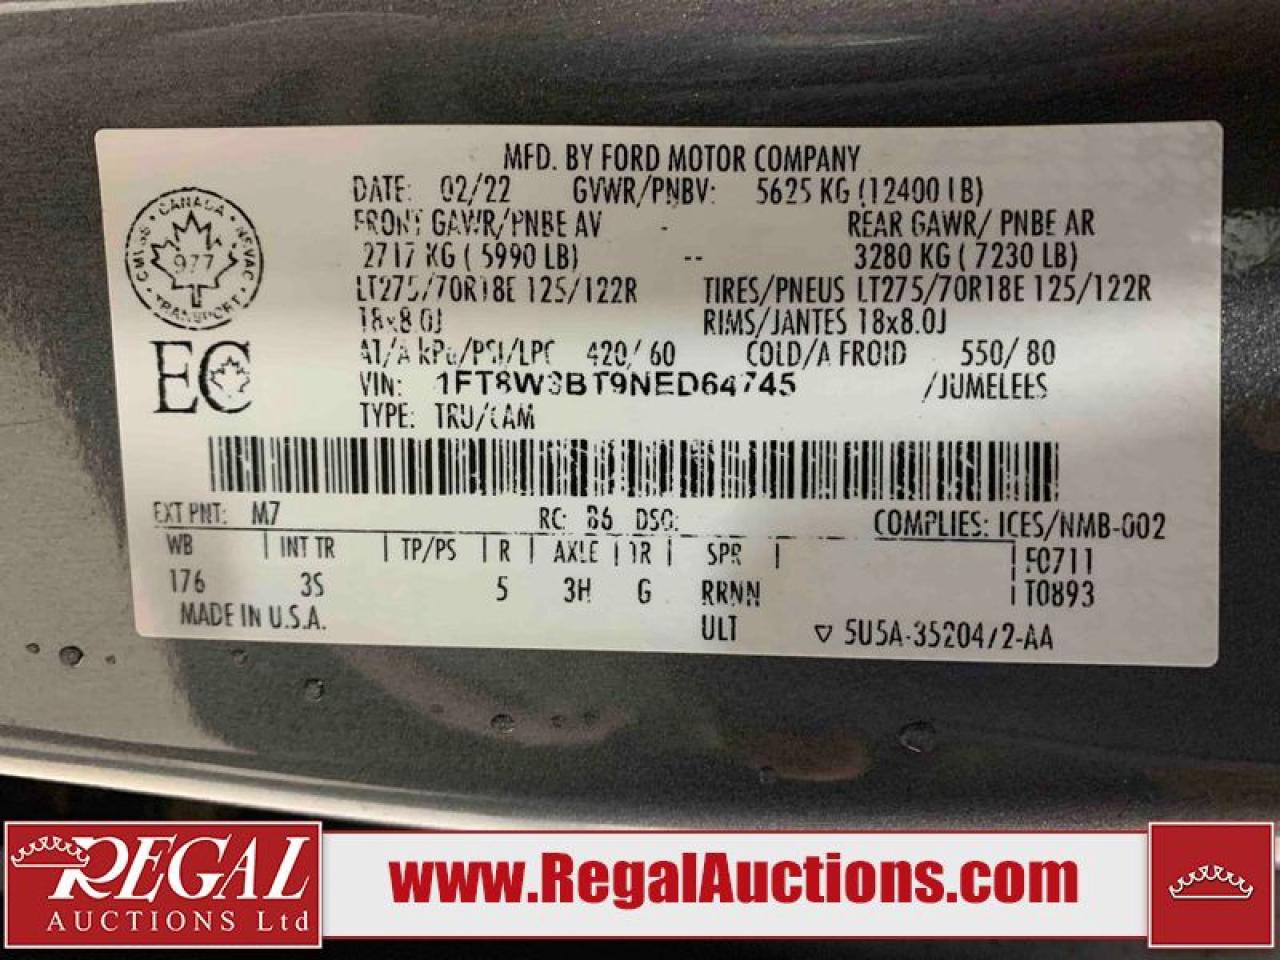 MFD. BY FORD MOTOR COMPANY
DATE: 02/22 GVWR/PNBV: 5625 KG (12400 LB)
FRONT GAWR/PNBE AV - REAR GAWR/ PNBE AR
2717 KG ( 5990 LB) -- 3280 KG ( 7230 LB)
LT275/70R18E 125/122R TIRES/PNEUS LT275/70R18E 125/122R
18x8.0J RIMS/JANTES 18x8.0J
AT/A kPa/PSI/LPC 420/ 60 COLD/A FROID 550/ 80
VIN: 1FT8W3BT9NED64745 /JUMELEES
TYPE: TRU/CAM
CANADA
CMVSS NSVAC
977
TRANSPORT
EC
EXT PNT: M7 RC: 86 DSO: COMPLIES: ICES/NMB-002
WB | INT TR | TP/PS | R | AXLE | TR | SPR | F0711
176 3S 5 3H G RRNN | T0893
MADE IN U.S.A. ULT ▽ 5U5A-3520472-AA
REGAL
AUCTIONS Ltd
www.RegalAuctions.com